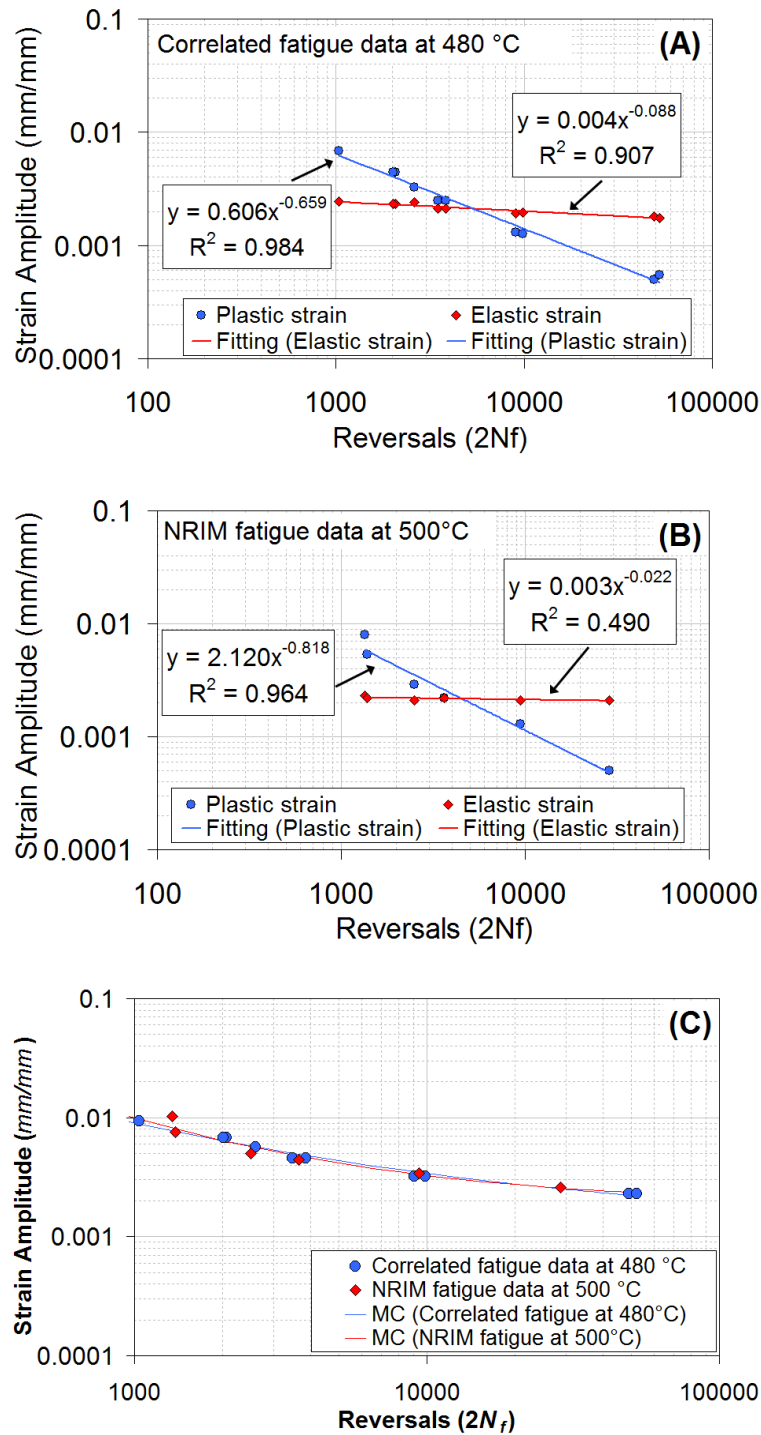 Correlated fatigue data at 480 °C
(A)
Strain Amplitude (mm/mm)
0.1
0.01
0.001
0.0001
y = 0.004x^-0.088
R² = 0.907
y = 0.606x^-0.659
R² = 0.984
Plastic strain
Elastic strain
Fitting (Elastic strain)
Fitting (Plastic strain)
100
1000
10000
100000
Reversals (2Nf)
NRIM fatigue data at 500°C
(B)
Strain Amplitude (mm/mm)
0.1
0.01
0.001
0.0001
y = 0.003x^-0.022
R² = 0.490
y = 2.120x^-0.818
R² = 0.964
Plastic strain
Elastic strain
Fitting (Plastic strain)
Fitting (Elastic strain)
100
1000
10000
100000
Reversals (2Nf)
(C)
Strain Amplitude (mm/mm)
0.1
0.01
0.001
0.0001
Correlated fatigue data at 480 °C
NRIM fatigue data at 500 °C
MC (Correlated fatigue at 480°C)
MC (NRIM fatigue at 500°C)
1000
10000
100000
Reversals (2Nf)